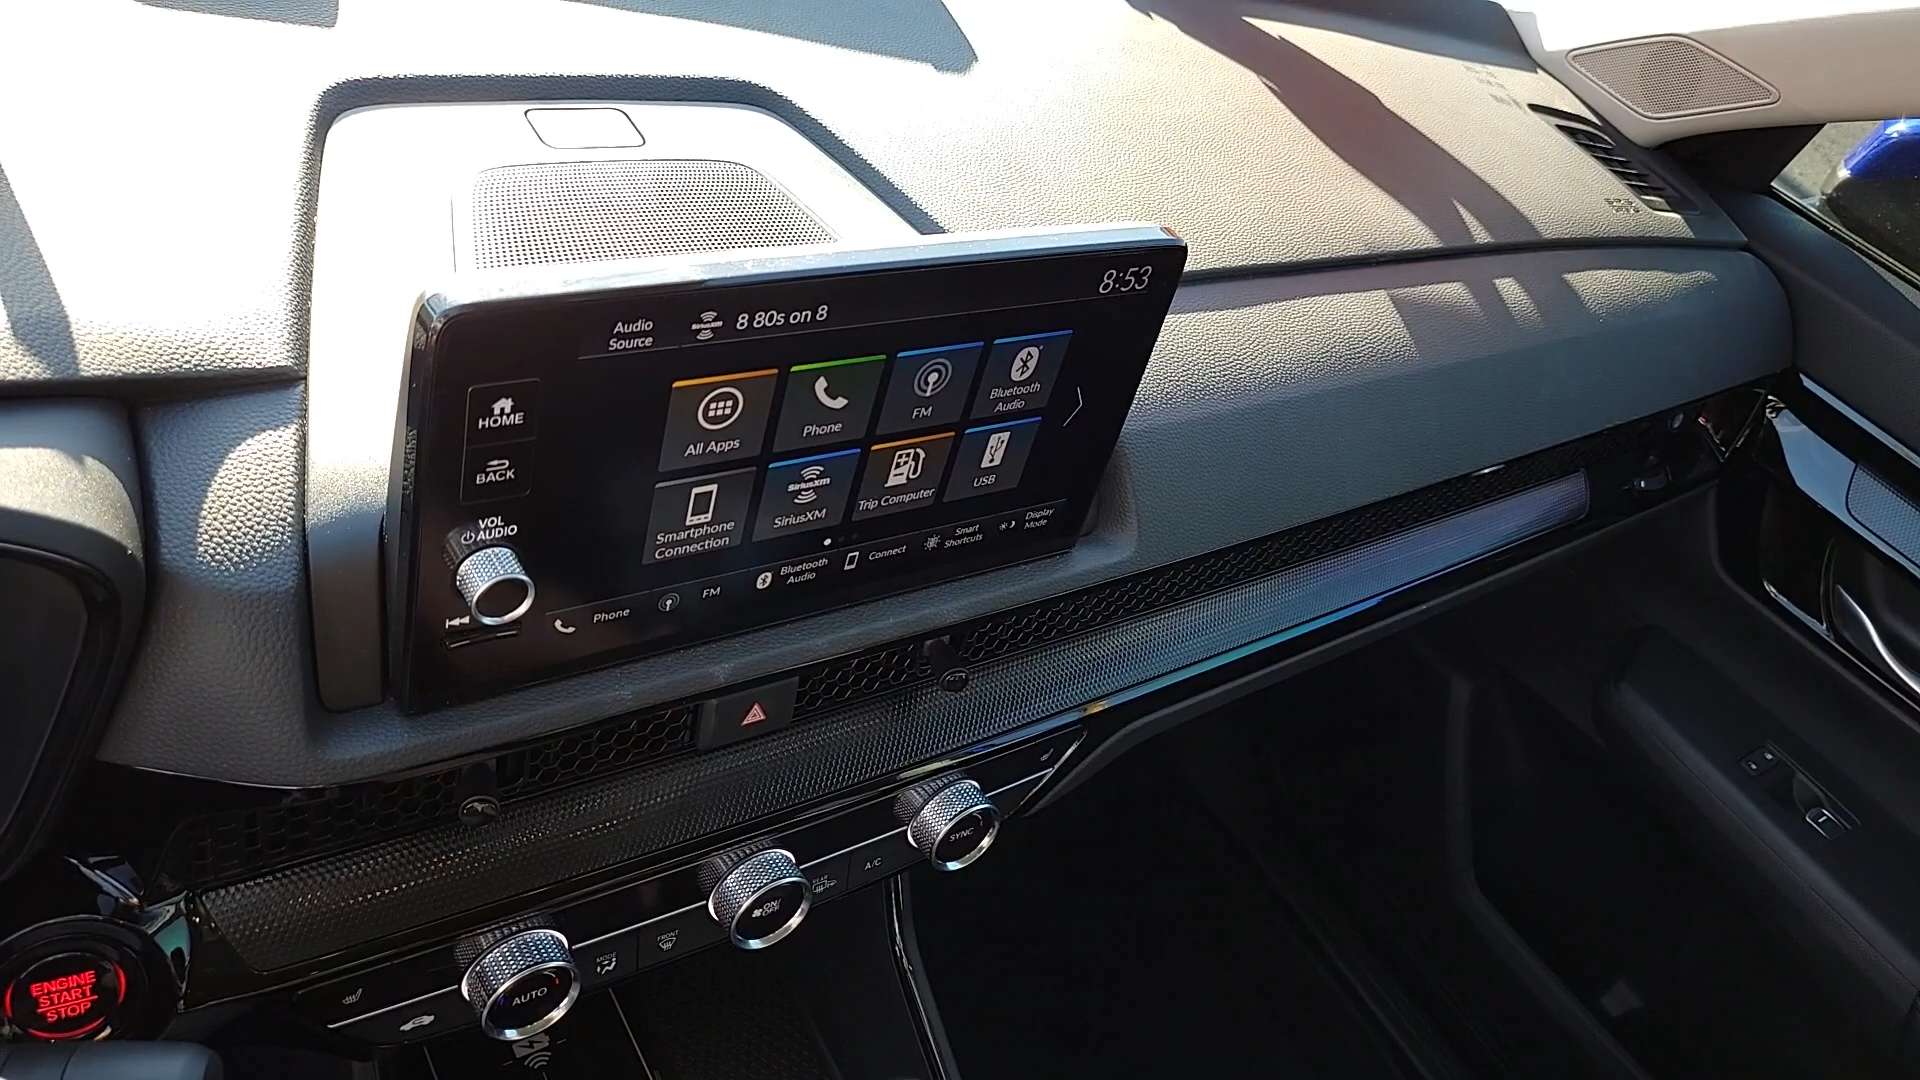 8:53
Audio
Source
SiriusXM
8 80s on 8
HOME
BACK
VOL
AUDIO
All Apps
Phone
FM
Bluetooth
Audio
Smartphone
Connection
SiriusXM
SiriusXM
Trip Computer
USB
Phone
FM
Bluetooth
Audio
Connect
Smart
Shortcuts
Display
Mode
ENGINE
START
STOP
AUTO
MODE
FRONT
ON/
OFF
REAR
A/C
SYNC